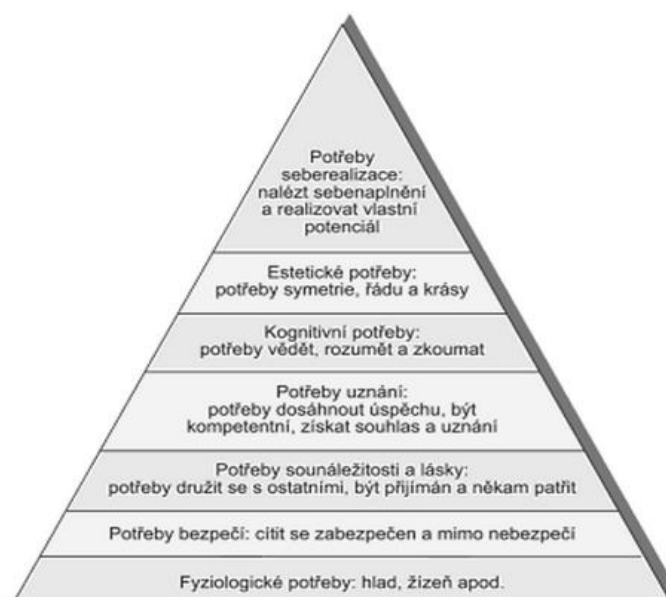 Potřeby
seberealizace:
nalézt sebenaplnění
a realizovat vlastní
potenciál
Estetické potřeby:
potřeby symetrie, řádu a krásy
Kognitivní potřeby:
potřeby vědět, rozumět a zkoumat
Potřeby uznání:
potřeby dosáhnout úspěchu, být
kompetentní, získat souhlas a uznání
Potřeby sounáležitosti a lásky:
potřeby družit se s ostatními, být přijímán a někam patřit
Potřeby bezpečí: cítit se zabezpečen a mimo nebezpečí
Fyziologické potřeby: hlad, žízeň apod.